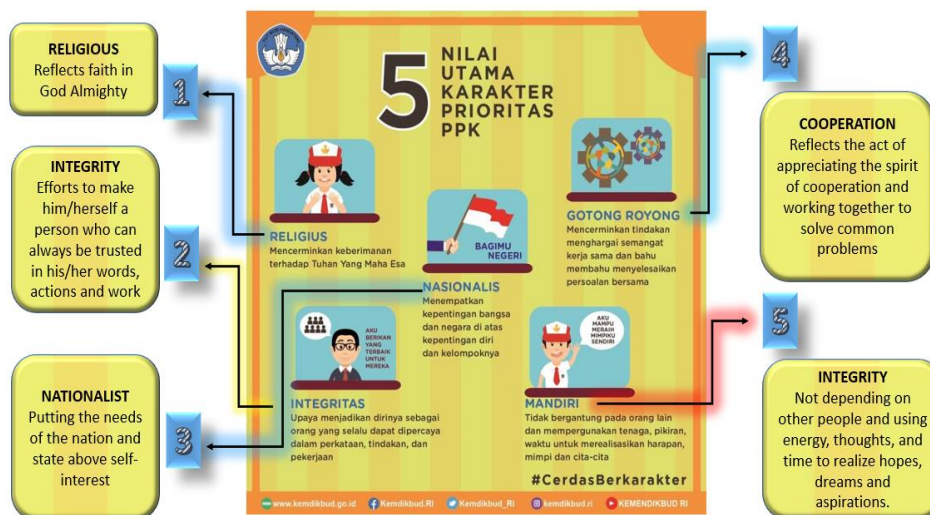 RELIGIOUS
Reflects faith in
God Almighty
1
INTEGRITY
Efforts to make
him/herself a
person who can
always be trusted
in his/her words,
actions and work
2
NATIONALIST
Putting the needs
of the nation and
state above self-
interest
3
5
NILAI
UTAMA
KARAKTER
PRIORITAS
PPK
RELIGIUS
Mencerminkan keberimanan
terhadap Tuhan Yang Maha Esa
BAGIMU
NEGERI
NASIONALIS
Menempatkan
kepentingan bangsa
dan negara di atas
kepentingan diri
dan kelompoknya
GOTONG ROYONG
Mencerminkan tindakan
menghargai semangat
kerja sama dan bahu
membahu menyelesaikan
persoalan bersama
AKU
BERIKAN
YANG
TERBAIK
UNTUK
MEREKA
INTEGRITAS
Upaya menjadikan dirinya sebagai
orang yang selalu dapat dipercaya
dalam perkataan, tindakan, dan
pekerjaan
AKU
MAMPU
MERAIH
MIMPIKU
SENDIRI
MANDIRI
Tidak bergantung pada orang lain
dan mempergunakan tenaga, pikiran,
waktu untuk merealisasikan harapan,
mimpi dan cita-cita
#CerdasBerkarakter
www.kemdikbud.go.id Kemdikbud.RI Kemdikbud_RI kemdikbud.ri KEMENDIKBUD RI
4
COOPERATION
Reflects the act of
appreciating the spirit
of cooperation and
working together to
solve common
problems
5
INTEGRITY
Not depending on
other people and using
energy, thoughts, and
time to realize hopes,
dreams and
aspirations.